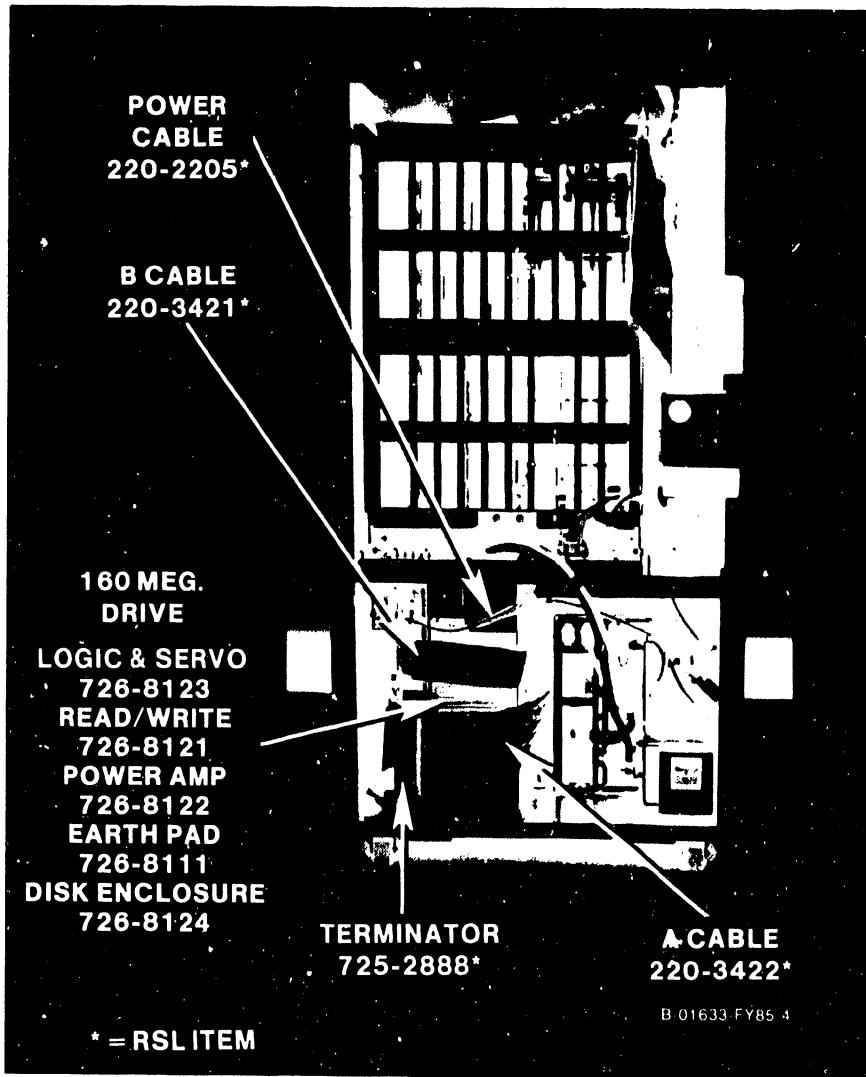 POWER
CABLE
220-2205*
B CABLE
220-3421*
160 MEG.
DRIVE
LOGIC & SERVO
726-8123
READ/WRITE
726-8121
POWER AMP
726-8122
EARTH PAD
726-8111
DISK ENCLOSURE
726-8124
TERMINATOR
725-2888*
A CABLE
220-3422*
B-01633-FY85-4
* = RSL ITEM